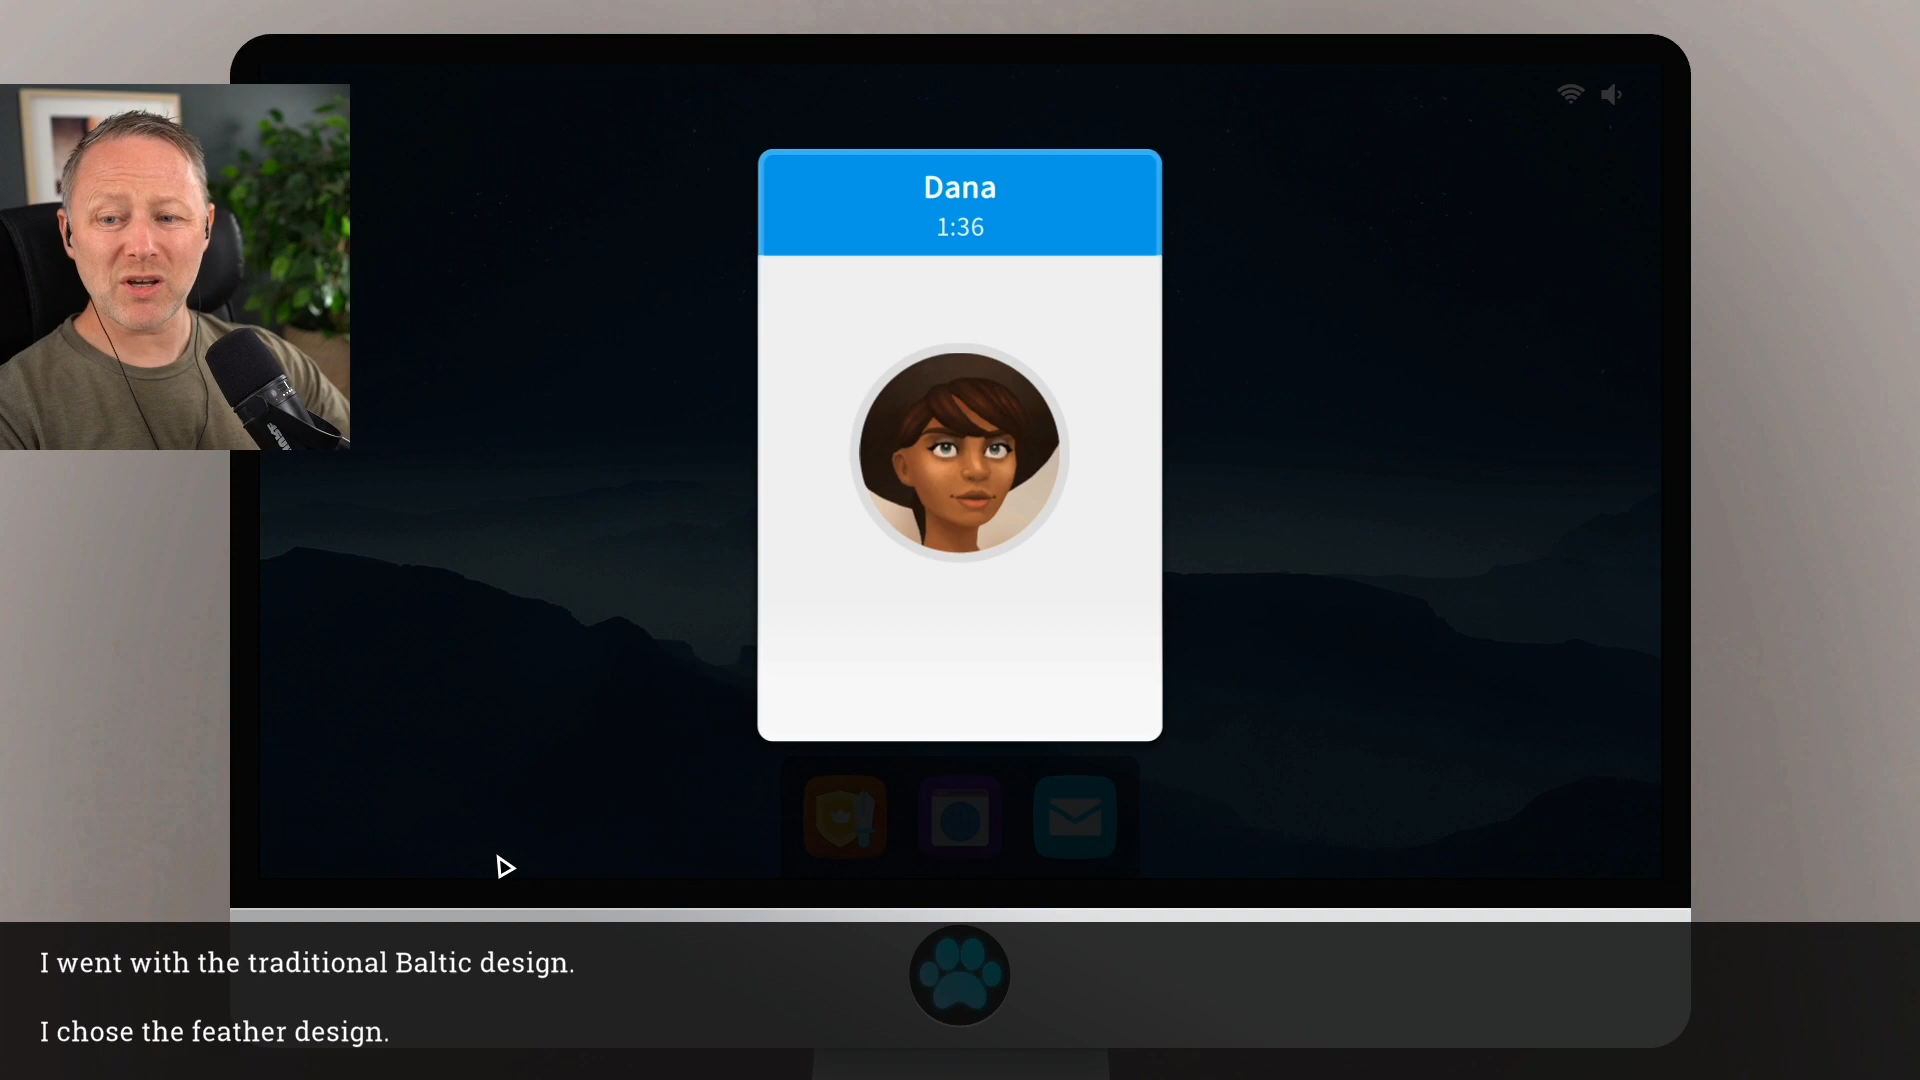 Dana
1:36
I went with the traditional Baltic design.
I chose the feather design.